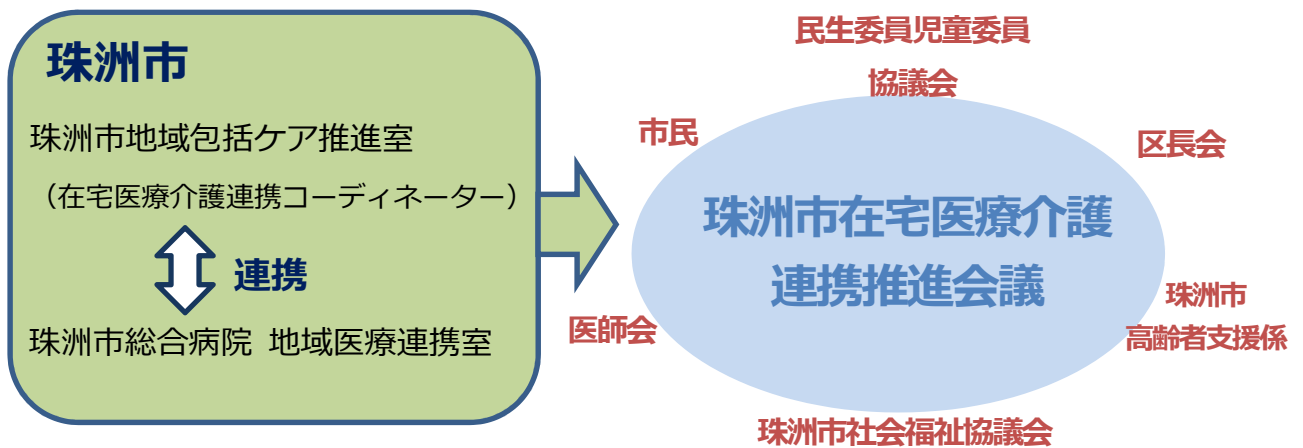 珠洲市
珠洲市地域包括ケア推進室
（在宅医療介護連携コーディネーター）
連携
珠洲市総合病院 地域医療連携室
民生委員児童委員
協議会
市民
区長会
珠洲市在宅医療介護
連携推進会議
医師会
珠洲市
高齢者支援係
珠洲市社会福祉協議会